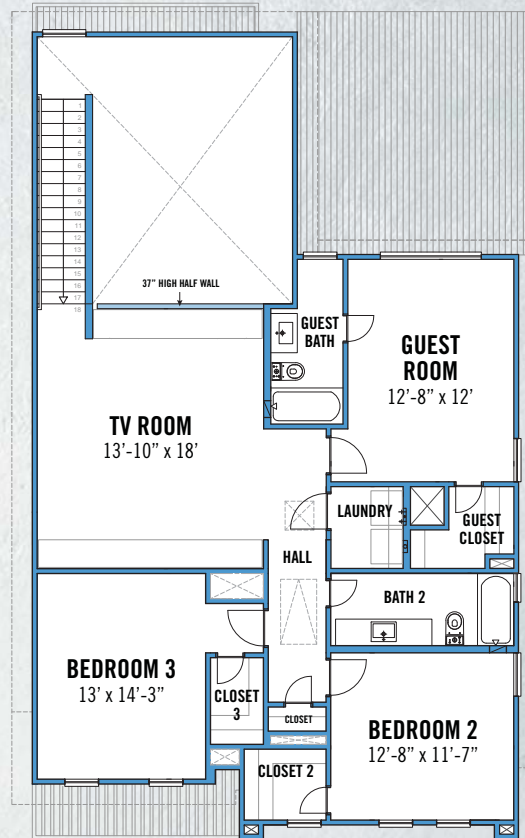 1
2
3
4
5
6
7
8
9
10
11
12
13
14
15
16
17
18
37” HIGH HALF WALL
GUEST
BATH
GUEST
ROOM
12’-8” x 12’
TV ROOM
13’-10” x 18’
LAUNDRY
GUEST
CLOSET
HALL
BATH 2
BEDROOM 3
13’ x 14’-3”
CLOSET
3
CLOSET
BEDROOM 2
12’-8” x 11’-7”
CLOSET 2